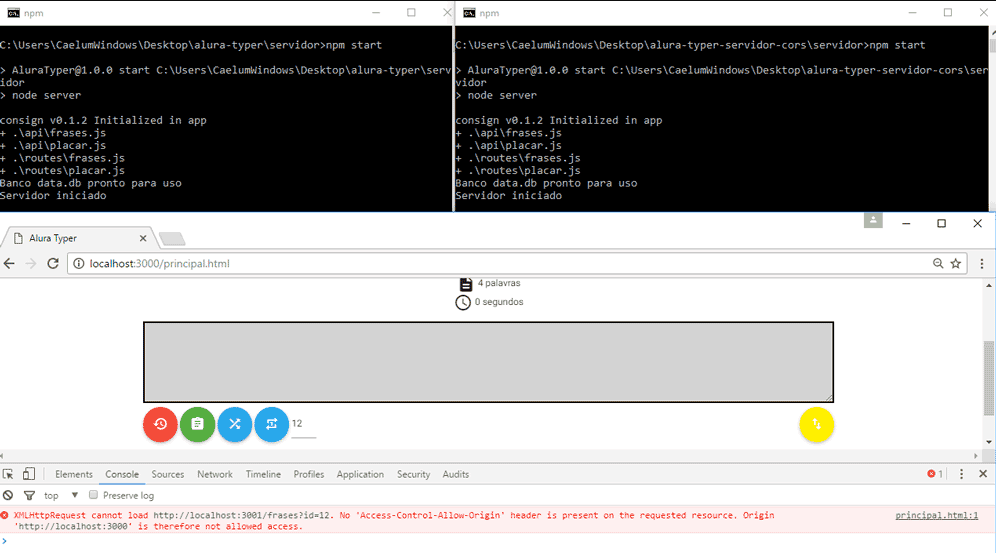 npm
C:\Users\CaelumWindows\Desktop\alura-typer\servidor>npm start
> AluraTyper@1.0.0 start C:\Users\CaelumWindows\Desktop\alura-typer\serv
idor
> node server
consign v0.1.2 Initialized in app
+ .\api\frases.js
+ .\api\placar.js
+ .\routes\frases.js
+ .\routes\placar.js
Banco data.db pronto para uso
Servidor iniciado
npm
C:\Users\CaelumWindows\Desktop\alura-typer-servidor-cors\servidor>npm start
> AluraTyper@1.0.0 start C:\Users\CaelumWindows\Desktop\alura-typer-servidor-cors\ser
vidor
> node server
consign v0.1.2 Initialized in app
+ .\api\frases.js
+ .\api\placar.js
+ .\routes\frases.js
+ .\routes\placar.js
Banco data.db pronto para uso
Servidor iniciado
Alura Typer
localhost:3000/principal.html
4 palavras
0 segundos
12
Elements Console Sources Network Timeline Profiles Application Security Audits 1
top Preserve log
XMLHttpRequest cannot load http://localhost:3001/frases?id=12. No 'Access-Control-Allow-Origin' header is present on the requested resource. Origin principal.html:1
'http://localhost:3000' is therefore not allowed access.